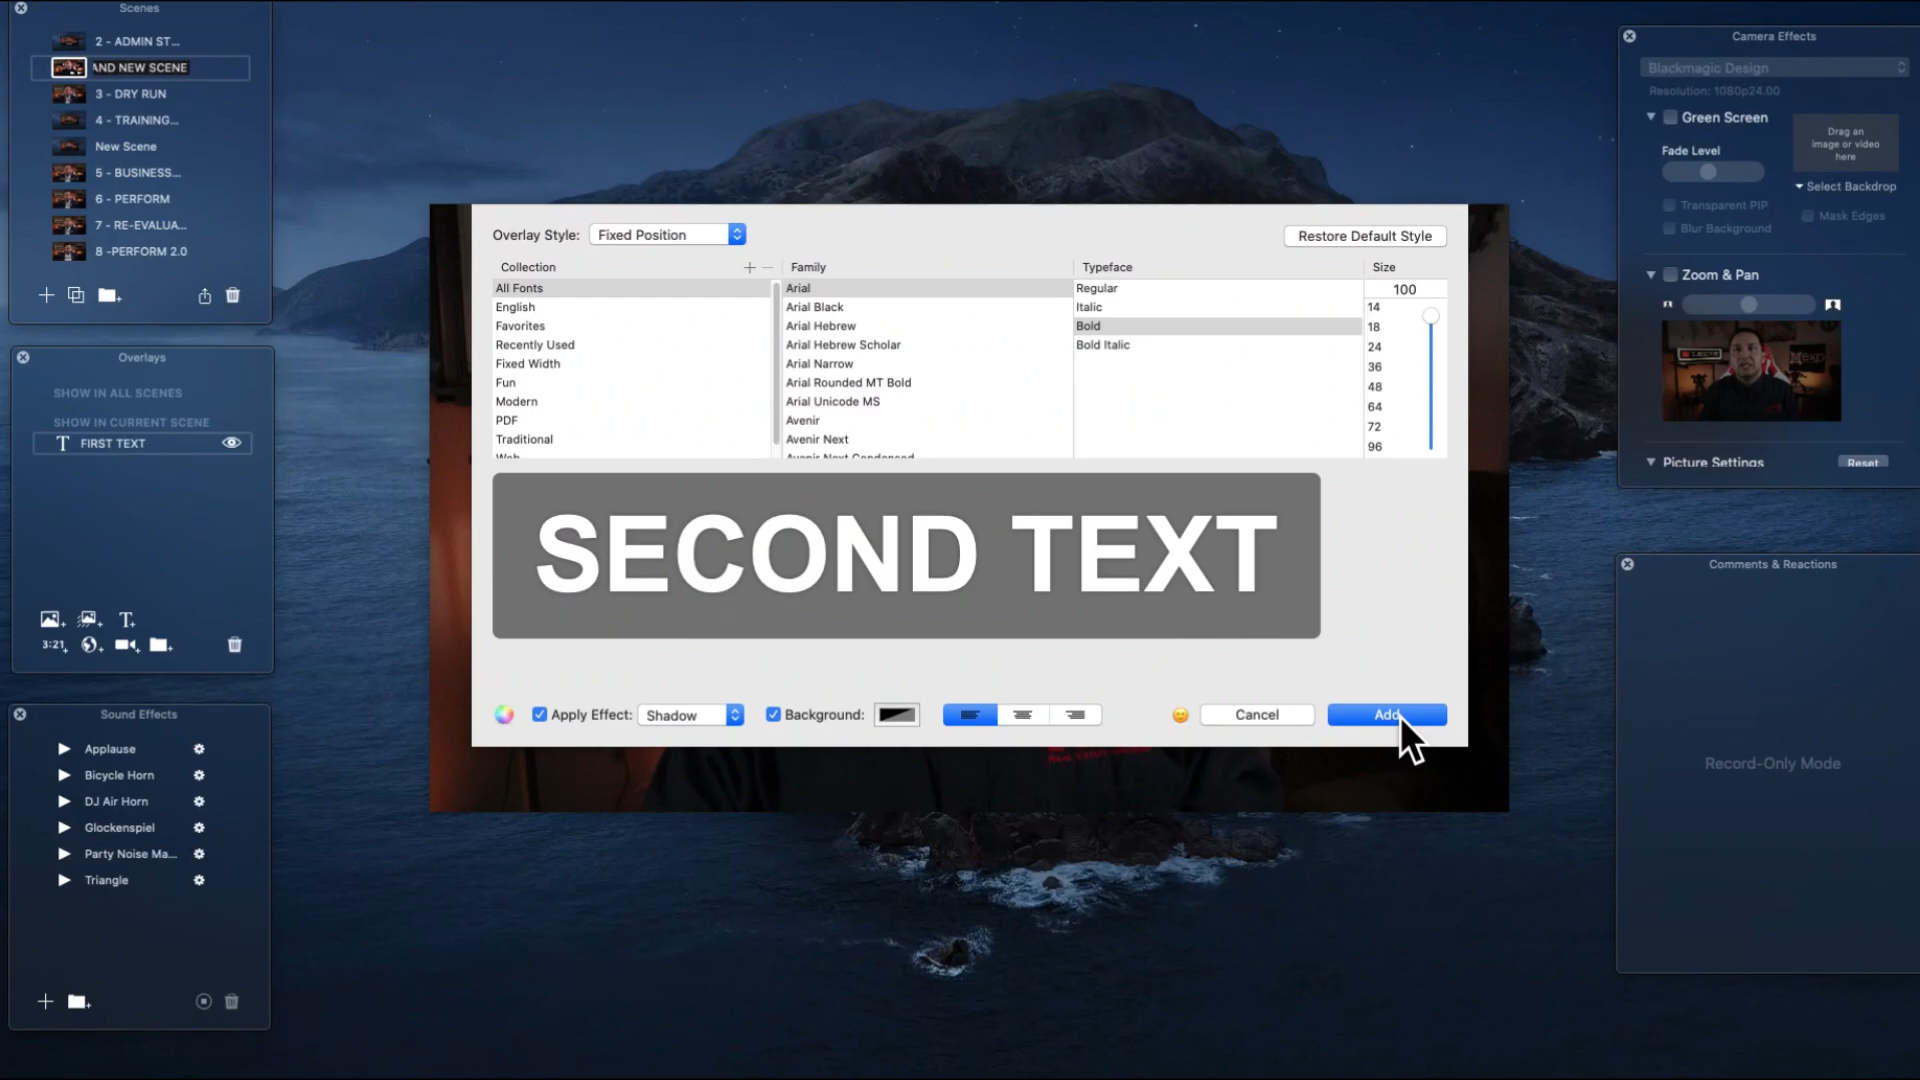 Scenes
2 - ADMIN ST...
AND NEW SCENE
3 - DRY RUN
4 - TRAINING...
New Scene
5 - BUSINESS...
6 - PERFORM
7 - RE-EVALUA...
8 -PERFORM 2.0
Overlays
SHOW IN ALL SCENES
SHOW IN CURRENT SCENE
T FIRST TEXT
T+
3:21+
Sound Effects
Applause
Bicycle Horn
DJ Air Horn
Glockenspiel
Party Noise Ma...
Triangle
Overlay Style: Fixed Position
Restore Default Style
Collection
Family
Typeface
Size
All Fonts
English
Favorites
Recently Used
Fixed Width
Fun
Modern
PDF
Traditional
Web
Arial
Arial Black
Arial Hebrew
Arial Hebrew Scholar
Arial Narrow
Arial Rounded MT Bold
Arial Unicode MS
Avenir
Avenir Next
Avenir Next Condensed
Regular
Italic
Bold
Bold Italic
100
14
18
24
36
48
64
72
96
SECOND TEXT
Apply Effect: Shadow
Background:
Cancel
Add
Camera Effects
Blackmagic Design
Resolution: 1080p24.00
Green Screen
Fade Level
Drag an
image or video
here
Select Backdrop
Transparent PIP
Mask Edges
Blur Background
Zoom & Pan
Picture Settings
Reset
Comments & Reactions
Record-Only Mode